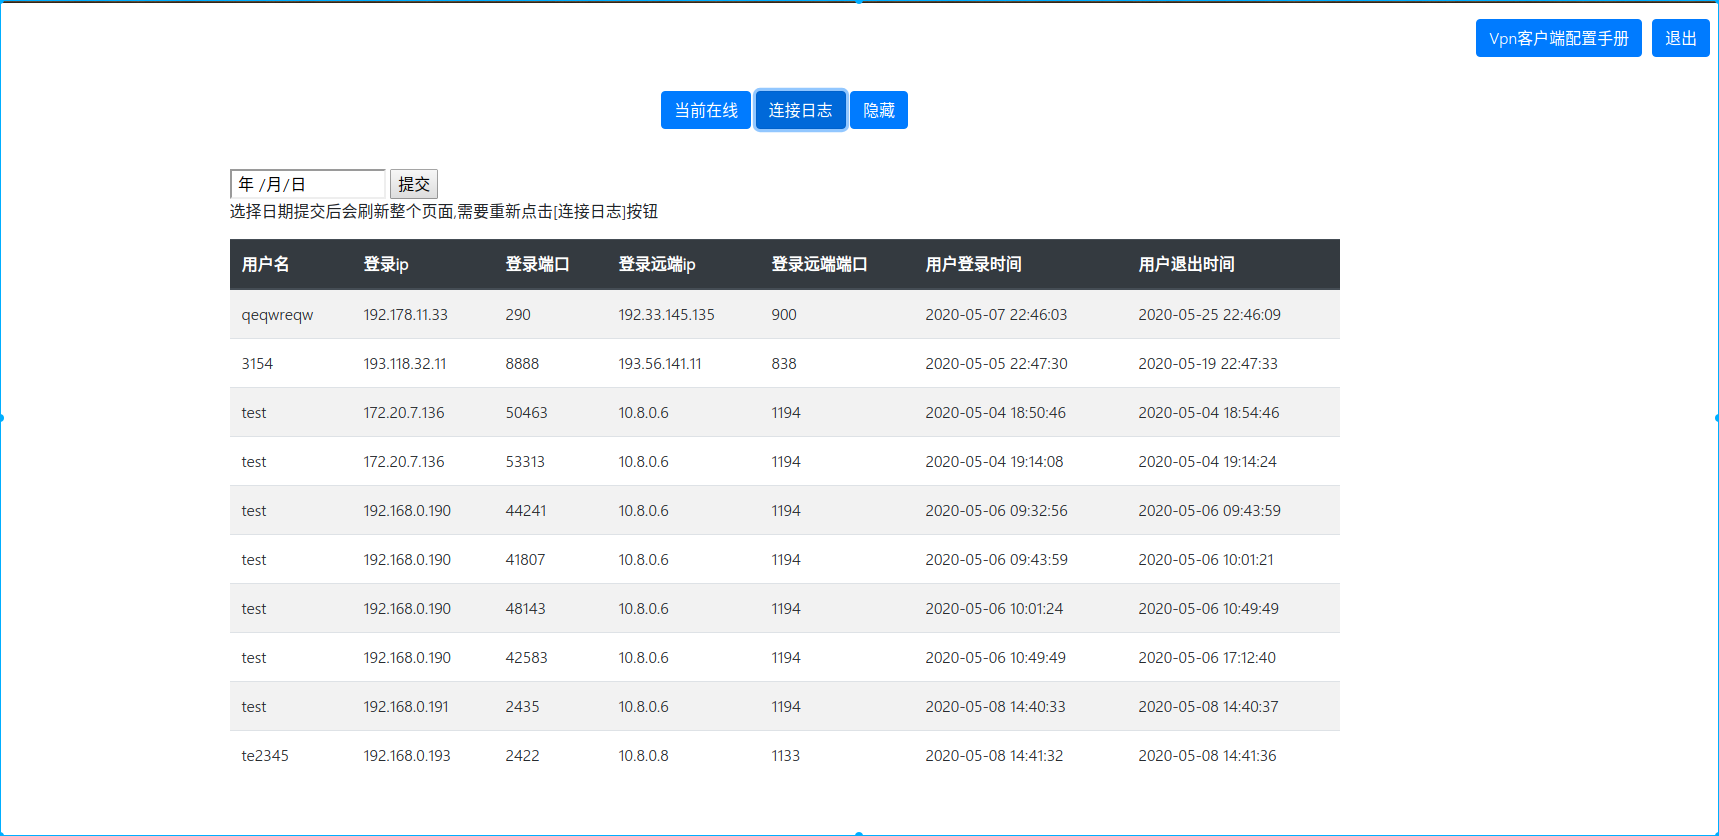 Vpn客户端配置手册 退出
当前在线 连接日志 隐藏
年 /月/日 提交
选择日期提交后会刷新整个页面,需要重新点击[连接日志]按钮
用户名 登录ip 登录端口 登录远端ip 登录远端端口 用户登录时间 用户退出时间
qeqwreqw 192.178.11.33 290 192.33.145.135 900 2020-05-07 22:46:03 2020-05-25 22:46:09
3154 193.118.32.11 8888 193.56.141.11 838 2020-05-05 22:47:30 2020-05-19 22:47:33
test 172.20.7.136 50463 10.8.0.6 1194 2020-05-04 18:50:46 2020-05-04 18:54:46
test 172.20.7.136 53313 10.8.0.6 1194 2020-05-04 19:14:08 2020-05-04 19:14:24
test 192.168.0.190 44241 10.8.0.6 1194 2020-05-06 09:32:56 2020-05-06 09:43:59
test 192.168.0.190 41807 10.8.0.6 1194 2020-05-06 09:43:59 2020-05-06 10:01:21
test 192.168.0.190 48143 10.8.0.6 1194 2020-05-06 10:01:24 2020-05-06 10:49:49
test 192.168.0.190 42583 10.8.0.6 1194 2020-05-06 10:49:49 2020-05-06 17:12:40
test 192.168.0.191 2435 10.8.0.6 1194 2020-05-08 14:40:33 2020-05-08 14:40:37
te2345 192.168.0.193 2422 10.8.0.8 1133 2020-05-08 14:41:32 2020-05-08 14:41:36